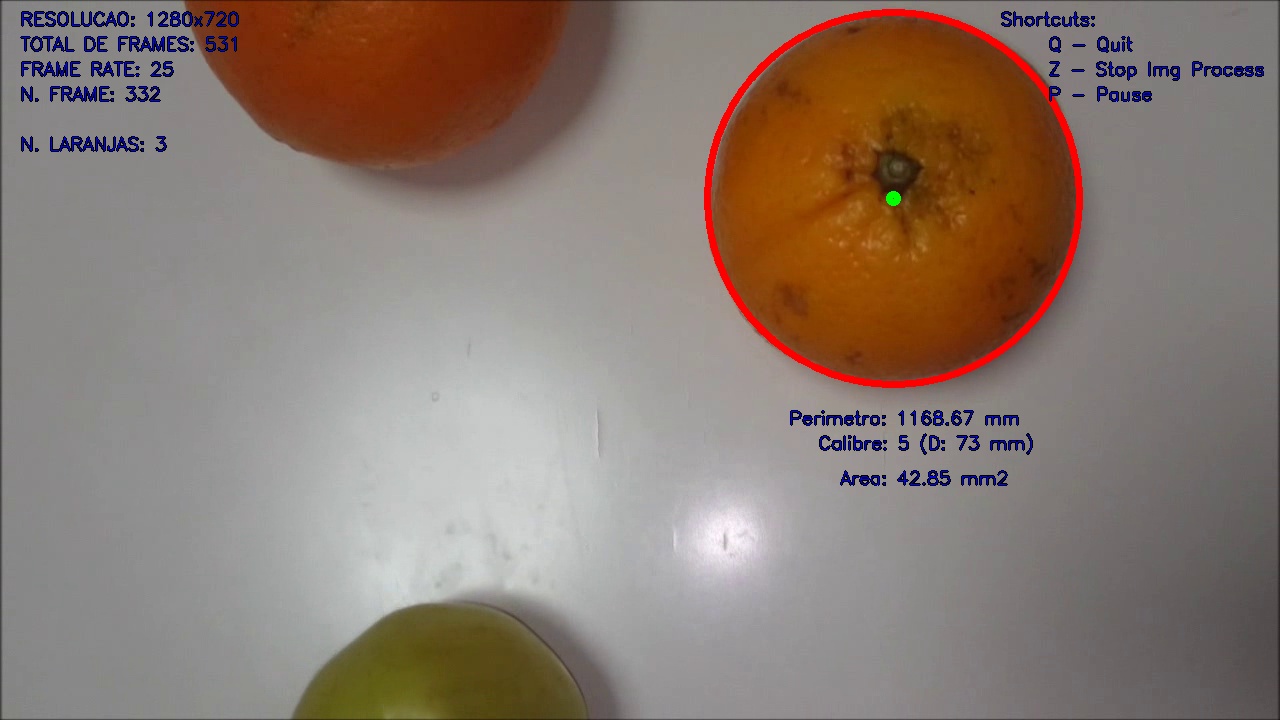 RESOLUCAO: 1280x720
TOTAL DE FRAMES: 531
FRAME RATE: 25
N. FRAME: 332
N. LARANJAS: 3
Shortcuts:
Q - Quit
Z - Stop Img Process
P - Pause
Perimetro: 1168.67 mm
Calibre: 5 (D: 73 mm)
Area: 42.85 mm2